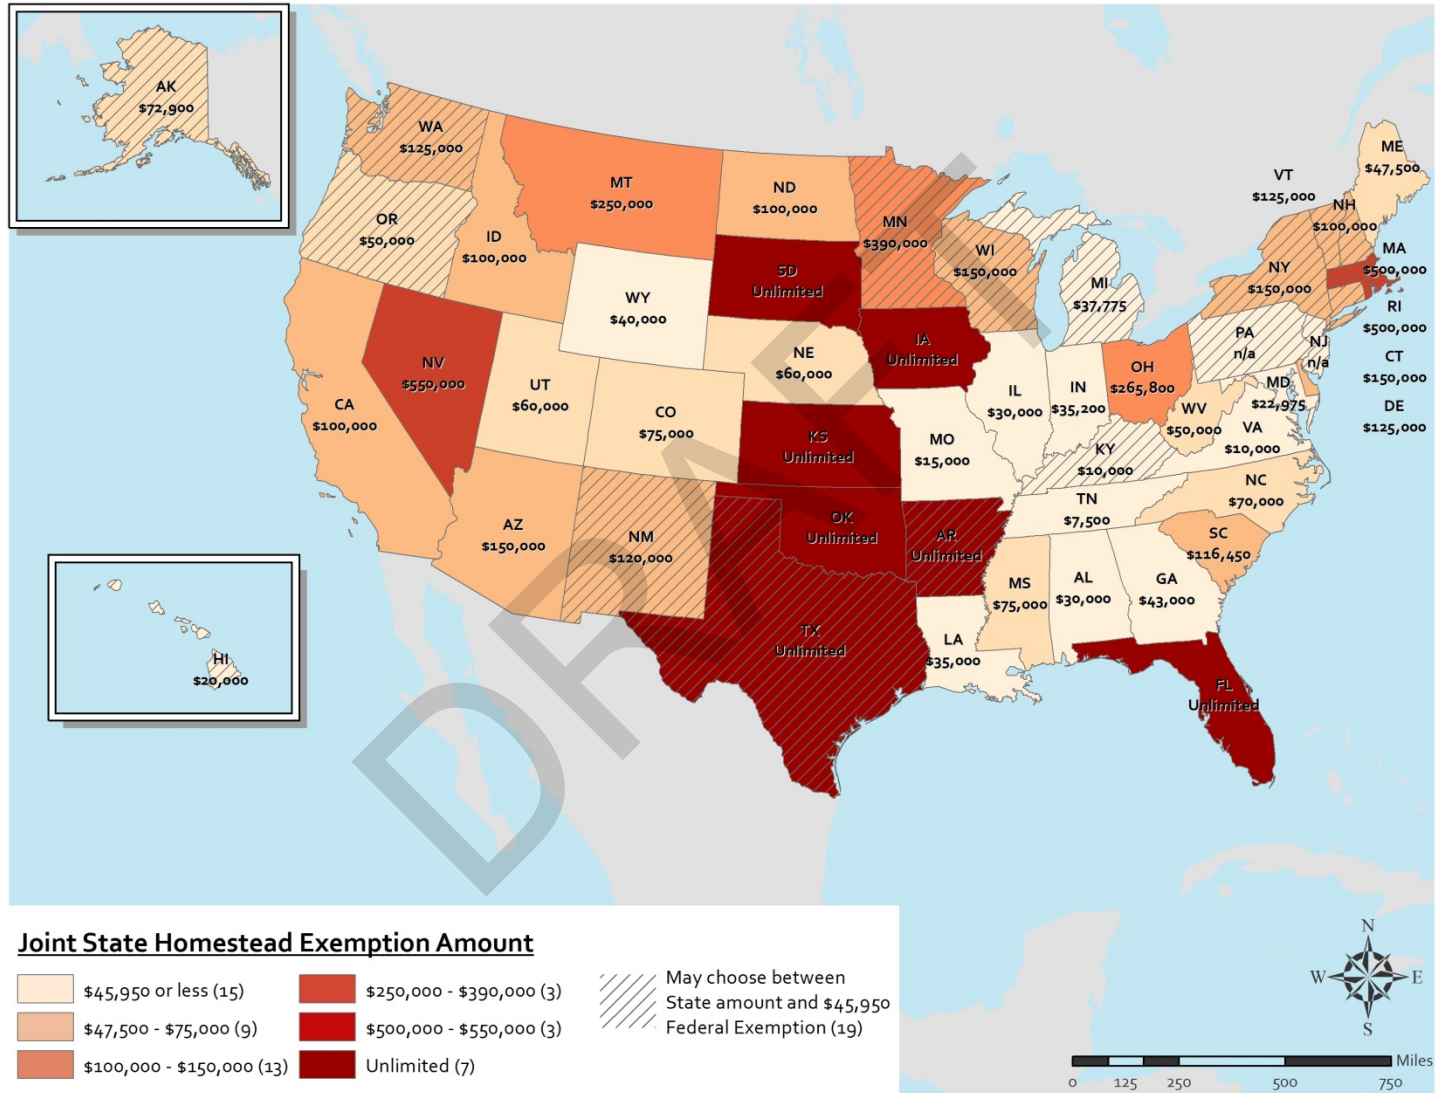 AK
$72,900
WA
$125,000
OR
$50,000
ID
$100,000
MT
$250,000
ND
$100,000
MN
$390,000
SD
Unlimited
WI
$150,000
MI
$37,775
WY
$40,000
NE
$60,000
IA
Unlimited
NV
$550,000
UT
$60,000
CO
$75,000
CA
$100,000
KS
Unlimited
MO
$15,000
IL
$30,000
IN
$35,200
OH
$265,800
KY
$10,000
WV
$50,000
VA
$10,000
MD
$22,975
PA
n/a
NJ
n/a
NY
$150,000
VT
$125,000
NH
$100,000
ME
$47,500
MA
$500,000
RI
$500,000
CT
$150,000
DE
$125,000
AZ
$150,000
NM
$120,000
OK
Unlimited
AR
Unlimited
TX
Unlimited
LA
$35,000
TN
$7,500
NC
$70,000
SC
$116,450
MS
$75,000
AL
$30,000
GA
$43,000
FL
Unlimited
HI
$20,000
DRAFT
Joint State Homestead Exemption Amount
$45,950 or less (15)
$47,500 - $75,000 (9)
$100,000 - $150,000 (13)
$250,000 - $390,000 (3)
$500,000 - $550,000 (3)
Unlimited (7)
May choose between
State amount and $45,950
Federal Exemption (19)
N
W
E
S
Miles
0 125 250 500 750